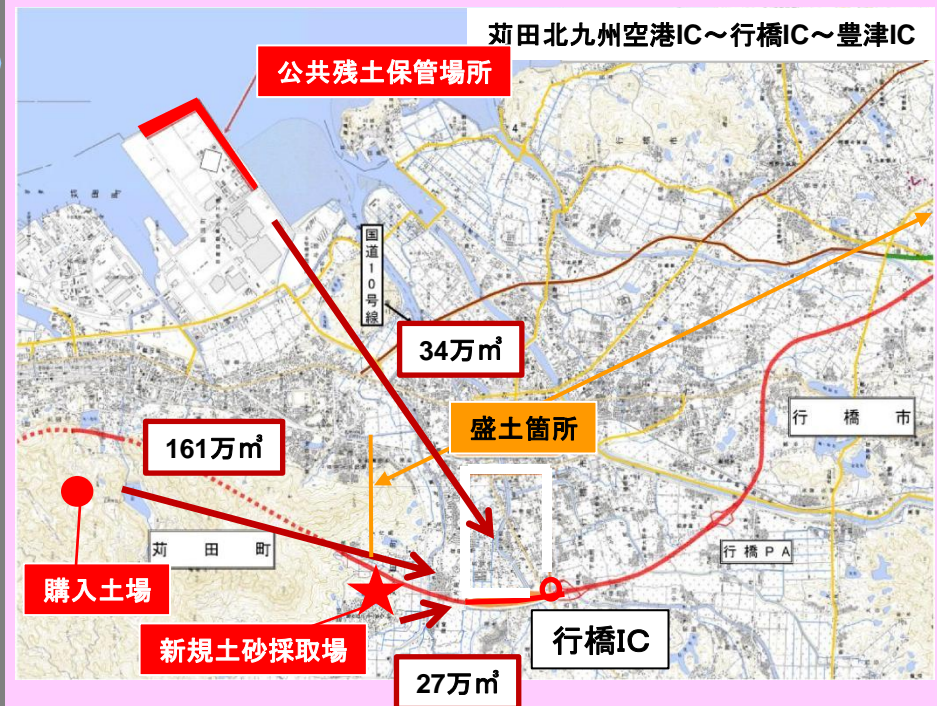 苅田北九州空港IC～行橋IC～豊津IC
公共残土保管場所
4
国道10号線
34万㎥
盛土箇所
行橋市
161万㎥
苅田町
行橋PA
購入土場
新規土砂採取場
行橋IC
27万㎥